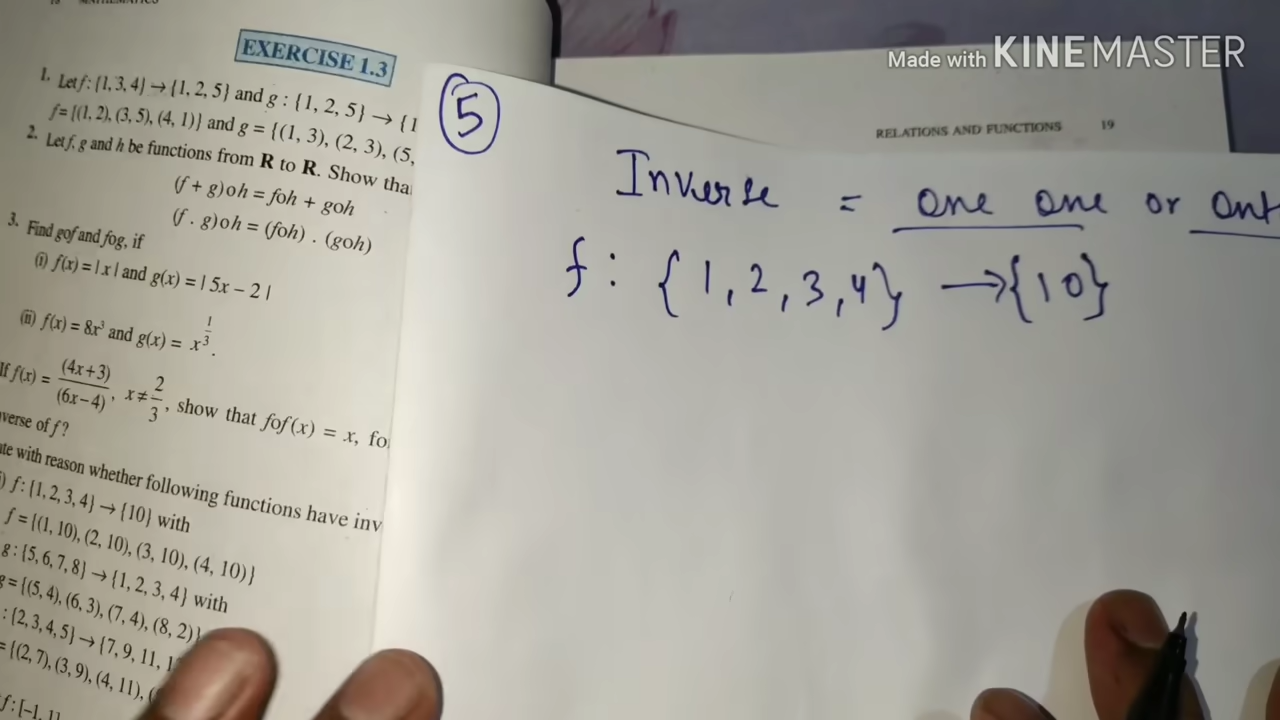 MATHEMATICS
EXERCISE 1.3
1. Let f : {1, 3, 4} → {1, 2, 5} and g : {1, 2, 5} → {1
f = {(1, 2), (3, 5), (4, 1)} and g = {(1, 3), (2, 3), (5,
2. Let f, g and h be functions from R to R. Show tha
(f + g)oh = foh + goh
(f . g)oh = (foh) . (goh)
3. Find gof and fog, if
(i) f(x) = | x | and g(x) = | 5x – 2 |
(ii) f(x) = 8x³ and g(x) = x^(1/3).
If f(x) = (4x+3)/(6x–4), x ≠ 2/3, show that fof(x) = x, fo
verse of f?
te with reason whether following functions have inv
) f : {1, 2, 3, 4} → {10} with
f = {(1, 10), (2, 10), (3, 10), (4, 10)}
g : {5, 6, 7, 8} → {1, 2, 3, 4} with
g = {(5, 4), (6, 3), (7, 4), (8, 2)}
: {2, 3, 4, 5} → {7, 9, 11, 1
= {(2, 7), (3, 9), (4, 11), (
f : [–1, 1]
Made with KINEMASTER
RELATIONS AND FUNCTIONS 19
5
Inverse = one one or ont
f : {1, 2, 3, 4} → {10}